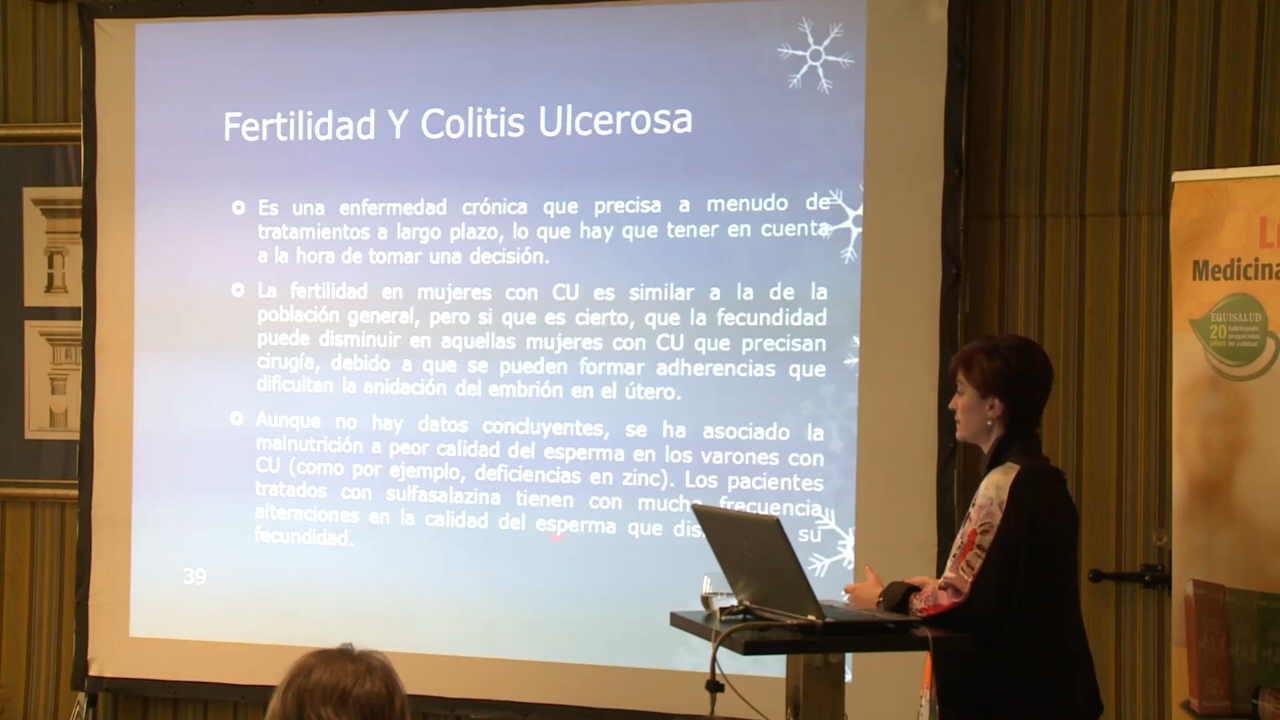 Fertilidad Y Colitis Ulcerosa
Es una enfermedad crónica que precisa a menudo de
tratamientos a largo plazo, lo que hay que tener en cuenta
a la hora de tomar una decisión.
La fertilidad en mujeres con CU es similar a la de la
población general, pero si que es cierto, que la fecundidad
puede disminuir en aquellas mujeres con CU que precisan
cirugía, debido a que se pueden formar adherencias que
dificulten la anidación del embrión en el útero.
Aunque no hay datos concluyentes, se ha asociado la
malnutrición a peor calidad del esperma en los varones con
CU (como por ejemplo, deficiencias en zinc). Los pacientes
tratados con sulfasalazina tienen con mucha frecuencia
alteraciones en la calidad del esperma que su
fecundidad.
39
Medicina
EQUISALUD
20 fabricando
años preparados
de calidad